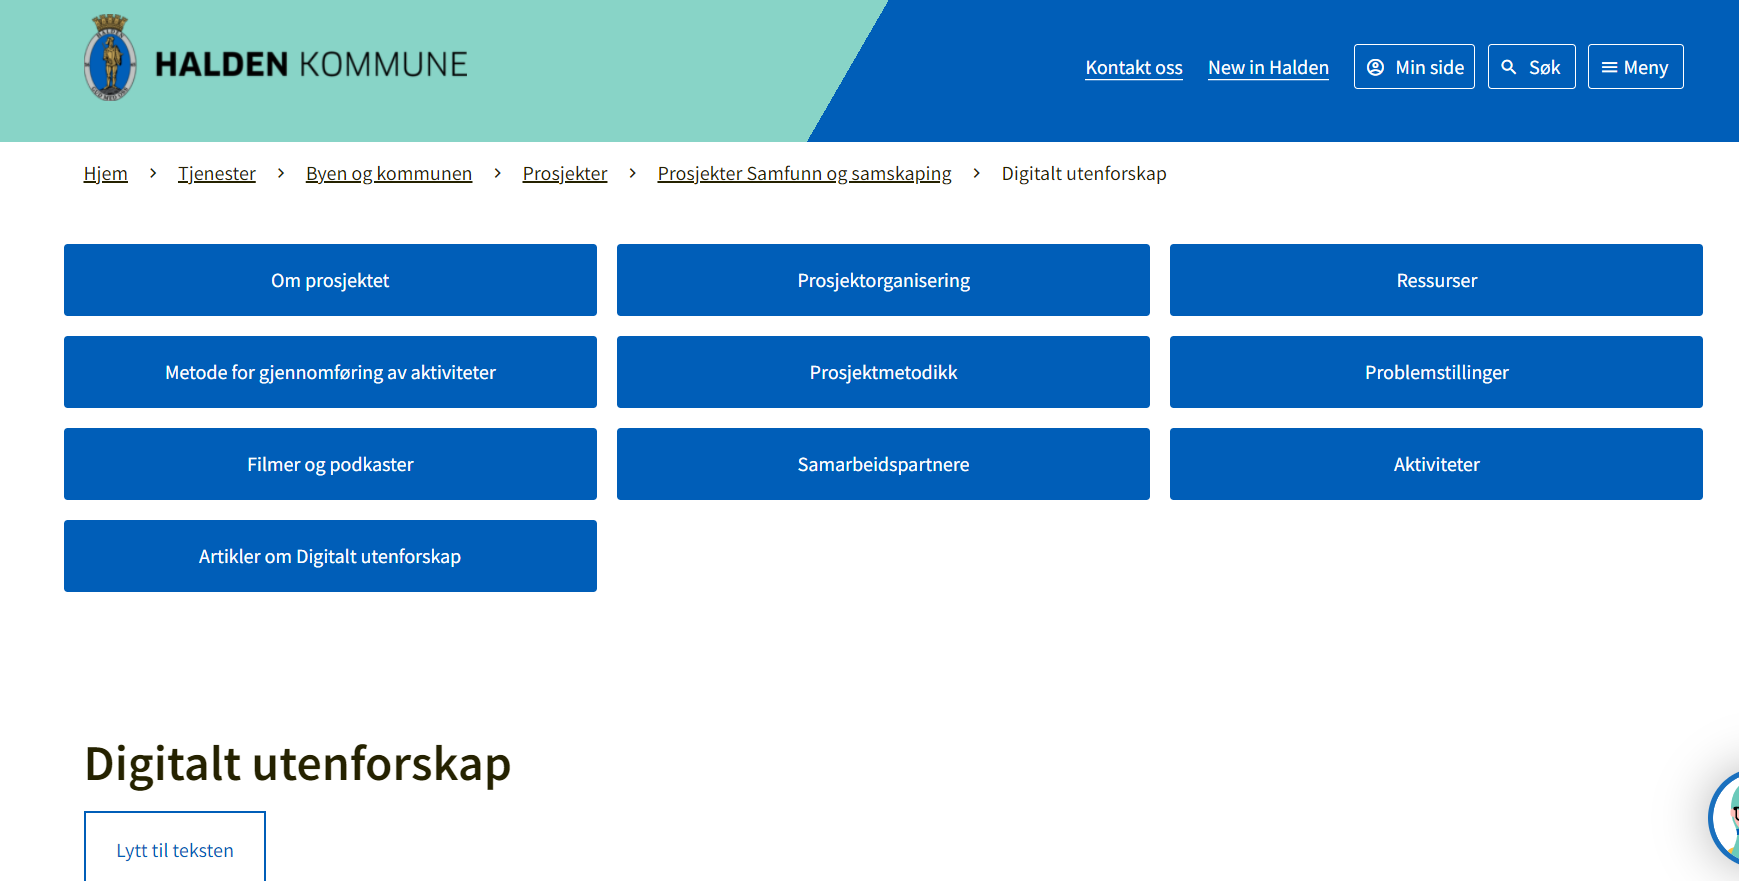 HALDEN KOMMUNE
Kontakt oss New in Halden Min side Søk Meny
Hjem > Tjenester > Byen og kommunen > Prosjekter > Prosjekter Samfunn og samskaping > Digitalt utenforskap
Om prosjektet
Prosjektorganisering
Ressurser
Metode for gjennomføring av aktiviteter
Prosjektmetodikk
Problemstillinger
Filmer og podkaster
Samarbeidspartnere
Aktiviteter
Artikler om Digitalt utenforskap
Digitalt utenforskap
Lytt til teksten